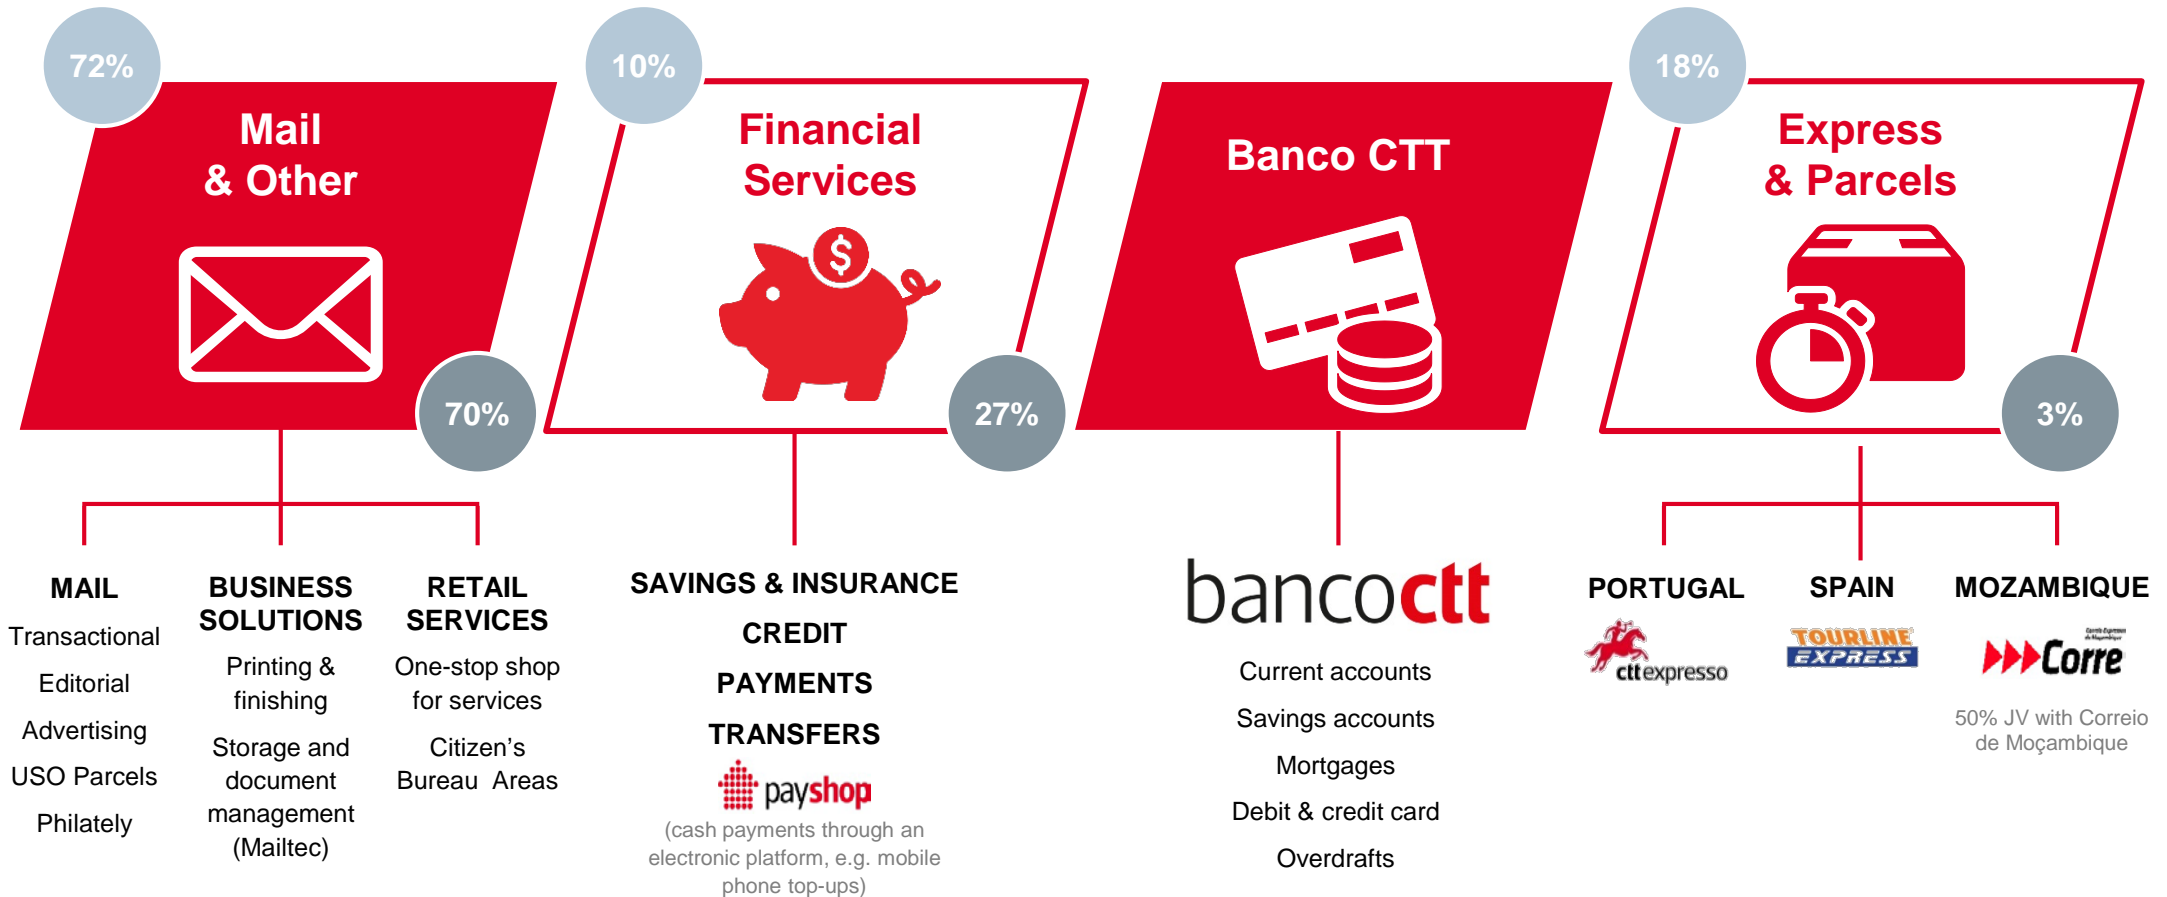 72%
Mail
& Other
70%
MAIL
Transactional
Editorial
Advertising
USO Parcels
Philately
BUSINESS
SOLUTIONS
Printing &
finishing
Storage and
document
management
(Mailtec)
RETAIL
SERVICES
One-stop shop
for services
Citizen's
Bureau Areas
10%
Financial
Services
$
27%
SAVINGS & INSURANCE
CREDIT
PAYMENTS
TRANSFERS
payshop
(cash payments through an
electronic platform, e.g. mobile
phone top-ups)
Banco CTT
bancoctt
Current accounts
Savings accounts
Mortgages
Debit & credit card
Overdrafts
18%
Express
& Parcels
3%
PORTUGAL
cttexpresso
SPAIN
TOURLINE
EXPRESS
MOZAMBIQUE
Corre
50% JV with Correio
de Moçambique